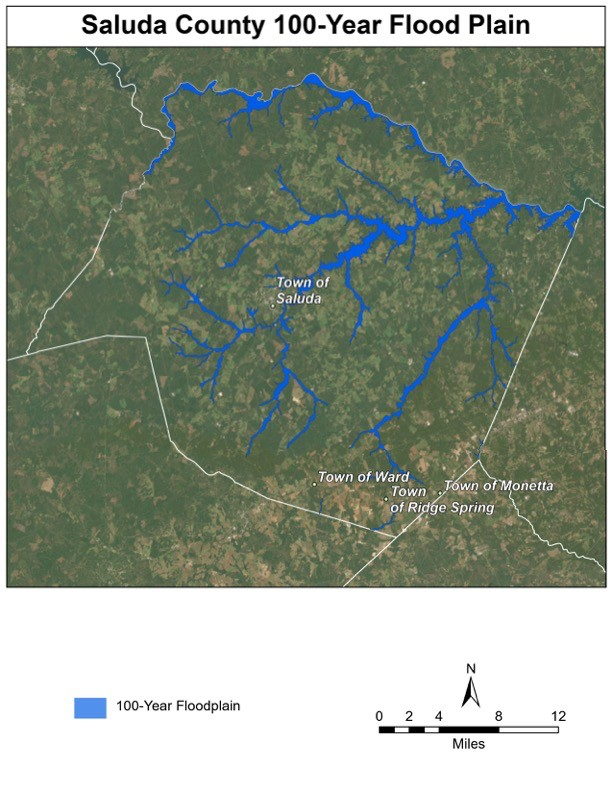 Saluda County 100-Year Flood Plain
Town of
Saluda
Town of Ward
Town of Monetta
Town
of Ridge Spring
N
100-Year Floodplain
0 2 4 8 12
Miles